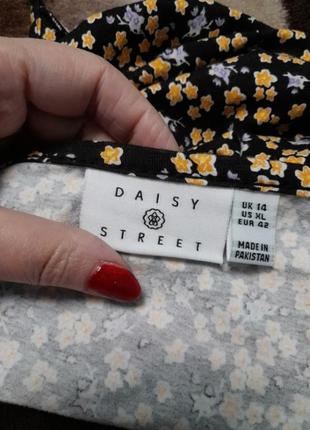 DAISY
STREET
UK 14
US XL
EUR 42
MADE IN
PAKISTAN